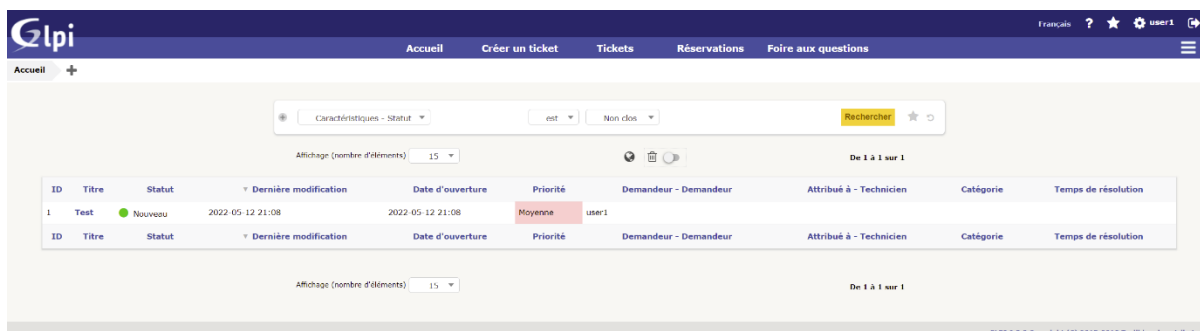 Glpi
Français ? user1
Accueil Créer un ticket Tickets Réservations Foire aux questions
Accueil +
Caractéristiques - Statut est Non clos Rechercher
Affichage (nombre d'éléments) 15 De 1 à 1 sur 1
ID Titre Statut Dernière modification Date d'ouverture Priorité Demandeur - Demandeur Attribué à - Technicien Catégorie Temps de résolution
1 Test Nouveau 2022-05-12 21:08 2022-05-12 21:08 Moyenne user1
ID Titre Statut Dernière modification Date d'ouverture Priorité Demandeur - Demandeur Attribué à - Technicien Catégorie Temps de résolution
Affichage (nombre d'éléments) 15 De 1 à 1 sur 1